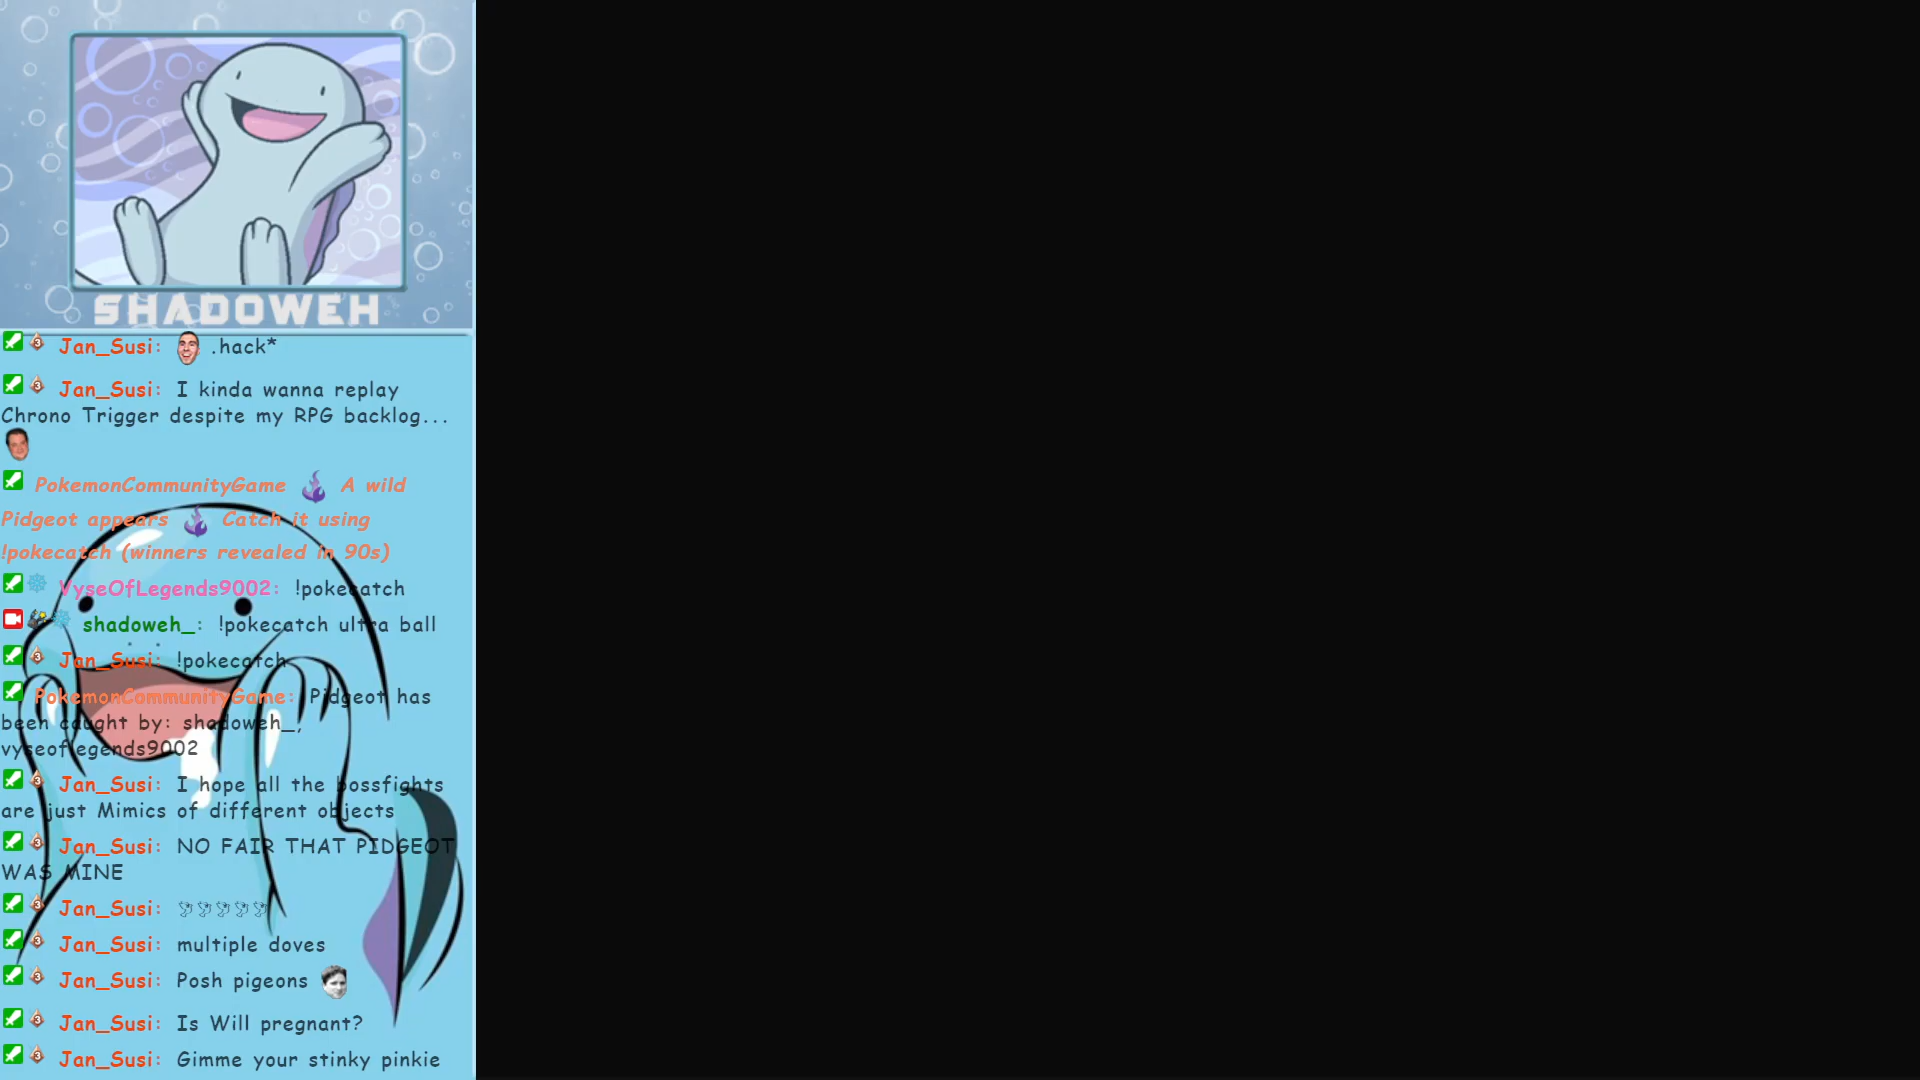 SHADOWEH
Jan_Susi: .hack*
Jan_Susi: I kinda wanna replay
Chrono Trigger despite my RPG backlog...
PokemonCommunityGame A wild
Pidgeot appears Catch it using
!pokecatch (winners revealed in 90s)
VyseOfLegends9002: !pokecatch
shadoweh_: !pokecatch ultra ball
Jan_Susi: !pokecatch
PokemonCommunityGame: Pidgeot has
been caught by: shadoweh_,
vyseoflegends9002
Jan_Susi: I hope all the bossfights
are just Mimics of different objects
Jan_Susi: NO FAIR THAT PIDGEOT
WAS MINE
Jan_Susi: 🕊🕊🕊🕊🕊
Jan_Susi: multiple doves
Jan_Susi: Posh pigeons
Jan_Susi: Is Will pregnant?
Jan_Susi: Gimme your stinky pinkie